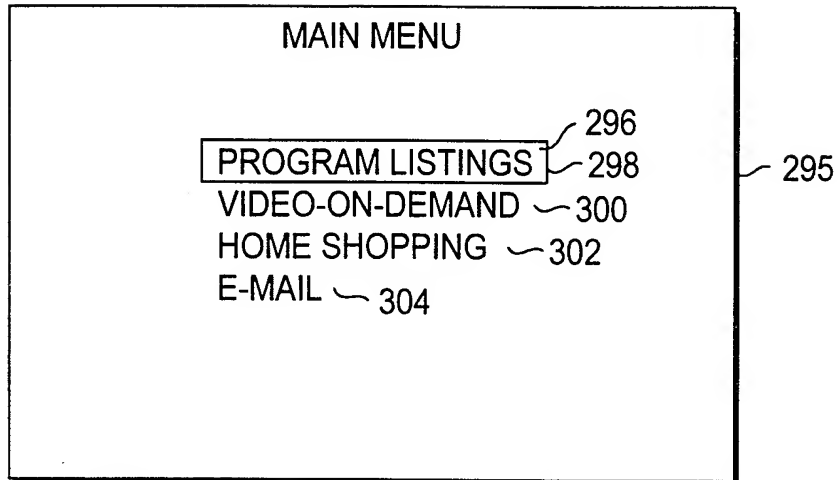 MAIN MENU
296
PROGRAM LISTINGS 298
295
VIDEO-ON-DEMAND 300
HOME SHOPPING 302
E-MAIL 304